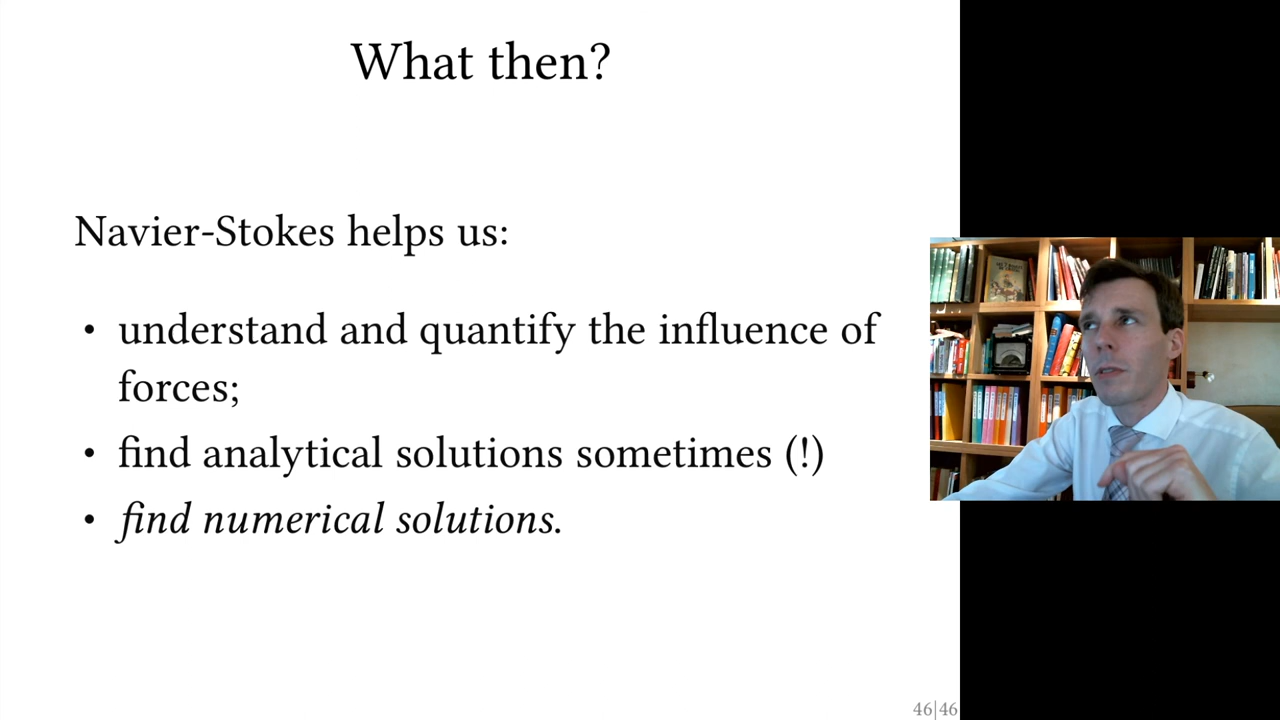 What then?
Navier-Stokes helps us:
• understand and quantify the influence of
forces;
• find analytical solutions sometimes (!)
• find numerical solutions.
46|46